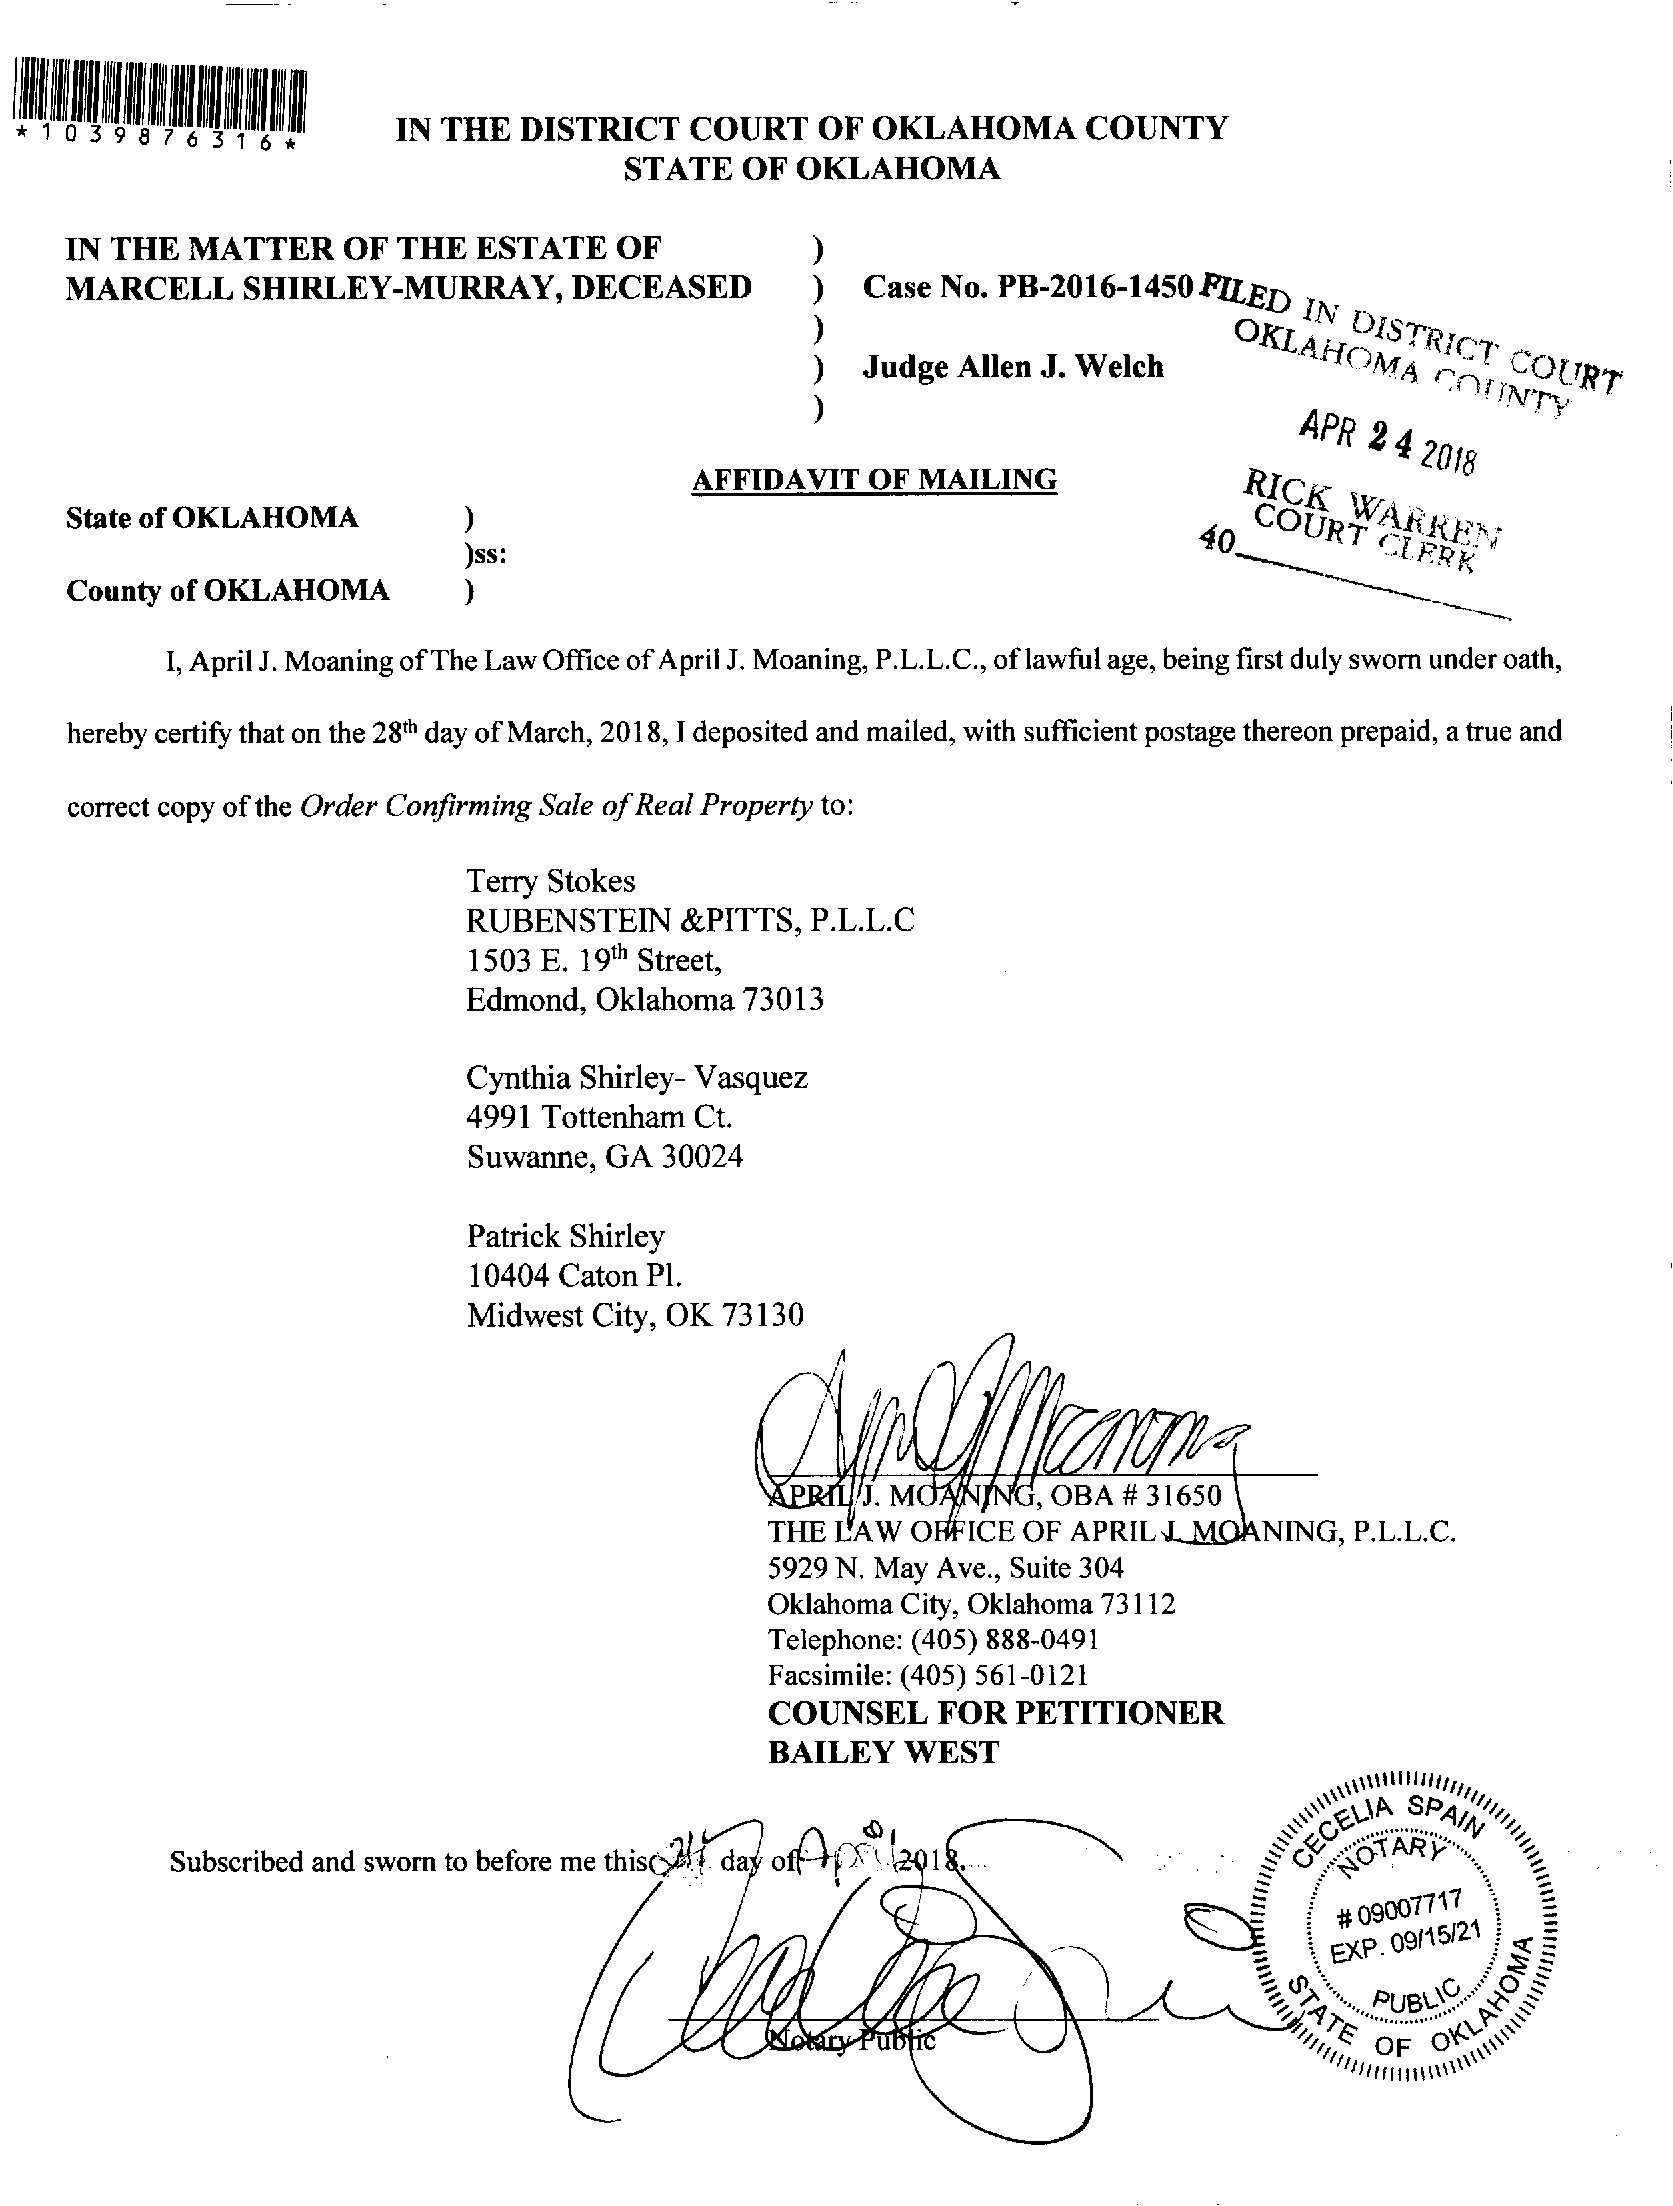 *1039876316*
IN THE DISTRICT COURT OF OKLAHOMA COUNTY
STATE OF OKLAHOMA
IN THE MATTER OF THE ESTATE OF )
MARCELL SHIRLEY-MURRAY, DECEASED ) Case No. PB-2016-1450
)
) Judge Allen J. Welch
)
FILED IN DISTRICT COURT
OKLAHOMA COUNTY
APR 24 2018
RICK WARREN
COURT CLERK
40
AFFIDAVIT OF MAILING
State of OKLAHOMA )
)ss:
County of OKLAHOMA )
I, April J. Moaning of The Law Office of April J. Moaning, P.L.L.C., of lawful age, being first duly sworn under oath,
hereby certify that on the 28th day of March, 2018, I deposited and mailed, with sufficient postage thereon prepaid, a true and
correct copy of the Order Confirming Sale of Real Property to:
Terry Stokes
RUBENSTEIN &PITTS, P.L.L.C
1503 E. 19th Street,
Edmond, Oklahoma 73013
Cynthia Shirley- Vasquez
4991 Tottenham Ct.
Suwanne, GA 30024
Patrick Shirley
10404 Caton Pl.
Midwest City, OK 73130
APRIL J. MOANING, OBA # 31650
THE LAW OFFICE OF APRIL J. MOANING, P.L.L.C.
5929 N. May Ave., Suite 304
Oklahoma City, Oklahoma 73112
Telephone: (405) 888-0491
Facsimile: (405) 561-0121
COUNSEL FOR PETITIONER
BAILEY WEST
Subscribed and sworn to before me this day of April 2018.
Notary Public
CECELIA SPAIN
NOTARY
# 09007717
EXP. 09/15/21
PUBLIC
STATE OF OKLAHOMA